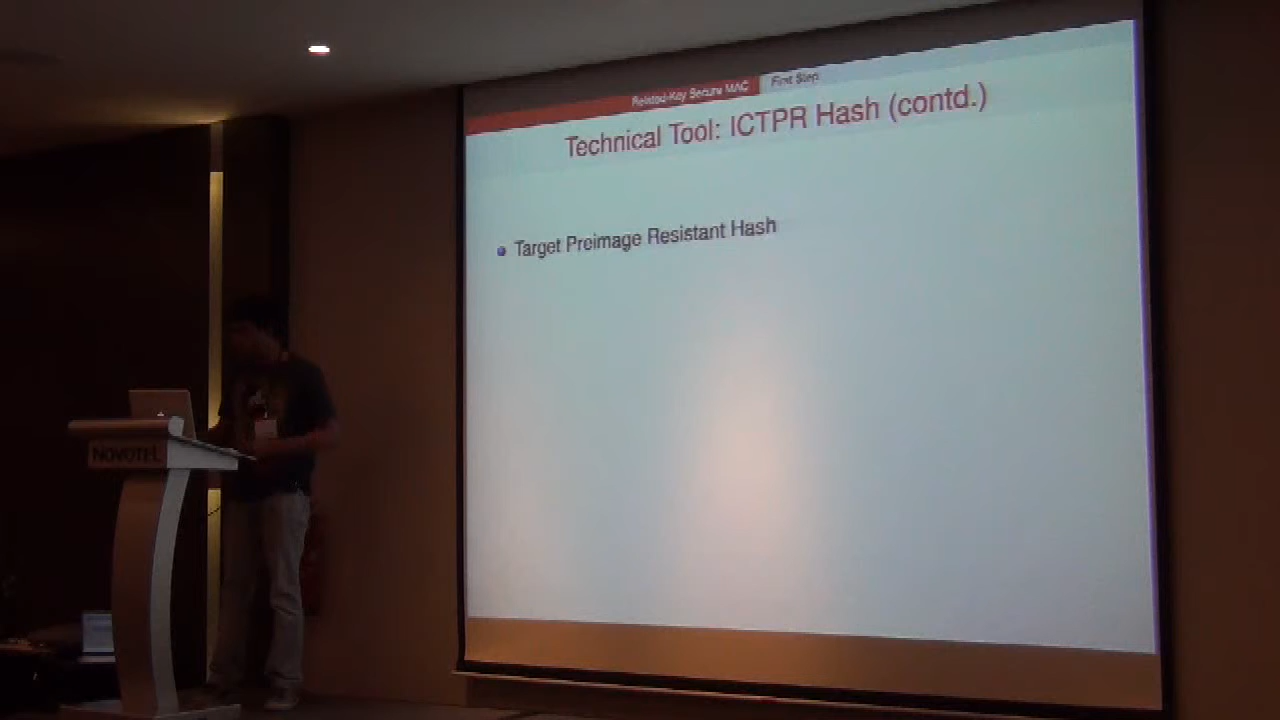 Related-Key Secure MAC
First Step
Technical Tool: ICTPR Hash (contd.)
Target Preimage Resistant Hash
NOVOTEL